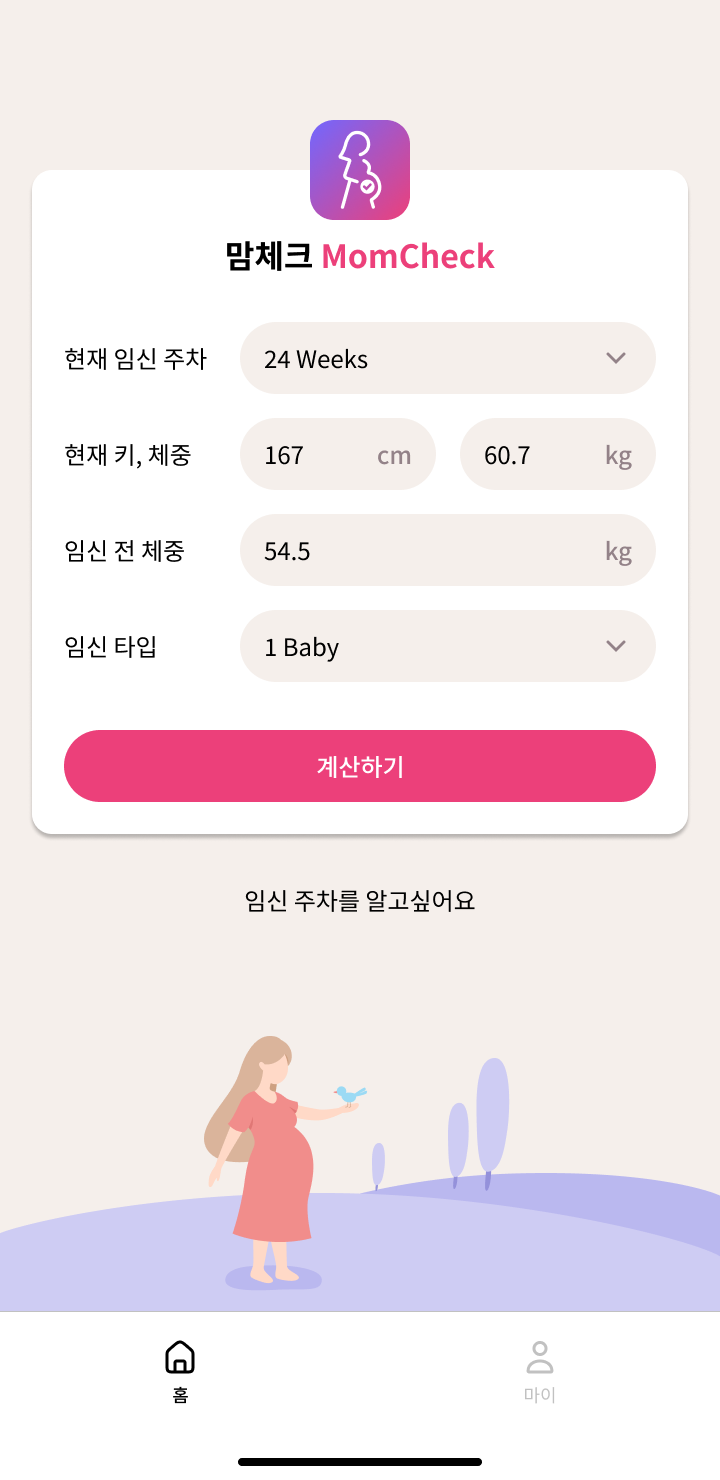 맘체크 MomCheck
현재 임신 주차 24 Weeks
현재 키, 체중 167 cm 60.7 kg
임신 전 체중 54.5 kg
임신 타입 1 Baby
계산하기
임신 주차를 알고싶어요
홈 마이